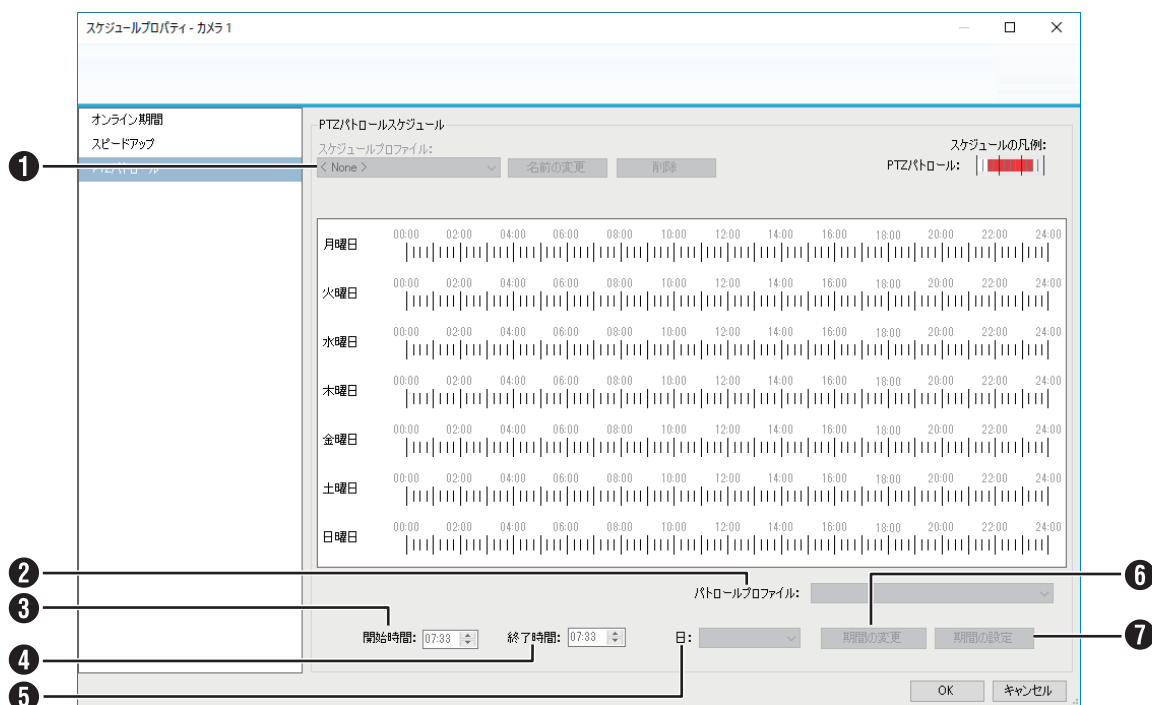 スケジュールプロパティ - カメラ 1
オンライン期間
スピードアップ
PTZパトロール
PTZパトロールスケジュール
スケジュールプロファイル:
< None >
名前の変更
削除
スケジュールの凡例:
PTZパトロール:
❶
月曜日 00:00 02:00 04:00 06:00 08:00 10:00 12:00 14:00 16:00 18:00 20:00 22:00 24:00
火曜日 00:00 02:00 04:00 06:00 08:00 10:00 12:00 14:00 16:00 18:00 20:00 22:00 24:00
水曜日 00:00 02:00 04:00 06:00 08:00 10:00 12:00 14:00 16:00 18:00 20:00 22:00 24:00
木曜日 00:00 02:00 04:00 06:00 08:00 10:00 12:00 14:00 16:00 18:00 20:00 22:00 24:00
金曜日 00:00 02:00 04:00 06:00 08:00 10:00 12:00 14:00 16:00 18:00 20:00 22:00 24:00
土曜日 00:00 02:00 04:00 06:00 08:00 10:00 12:00 14:00 16:00 18:00 20:00 22:00 24:00
日曜日 00:00 02:00 04:00 06:00 08:00 10:00 12:00 14:00 16:00 18:00 20:00 22:00 24:00
❷
パトロールプロファイル:
❻
❸
開始時間: 07:33 終了時間: 07:33 日: 期間の変更 期間の設定
❼
❹
❺
OK キャンセル